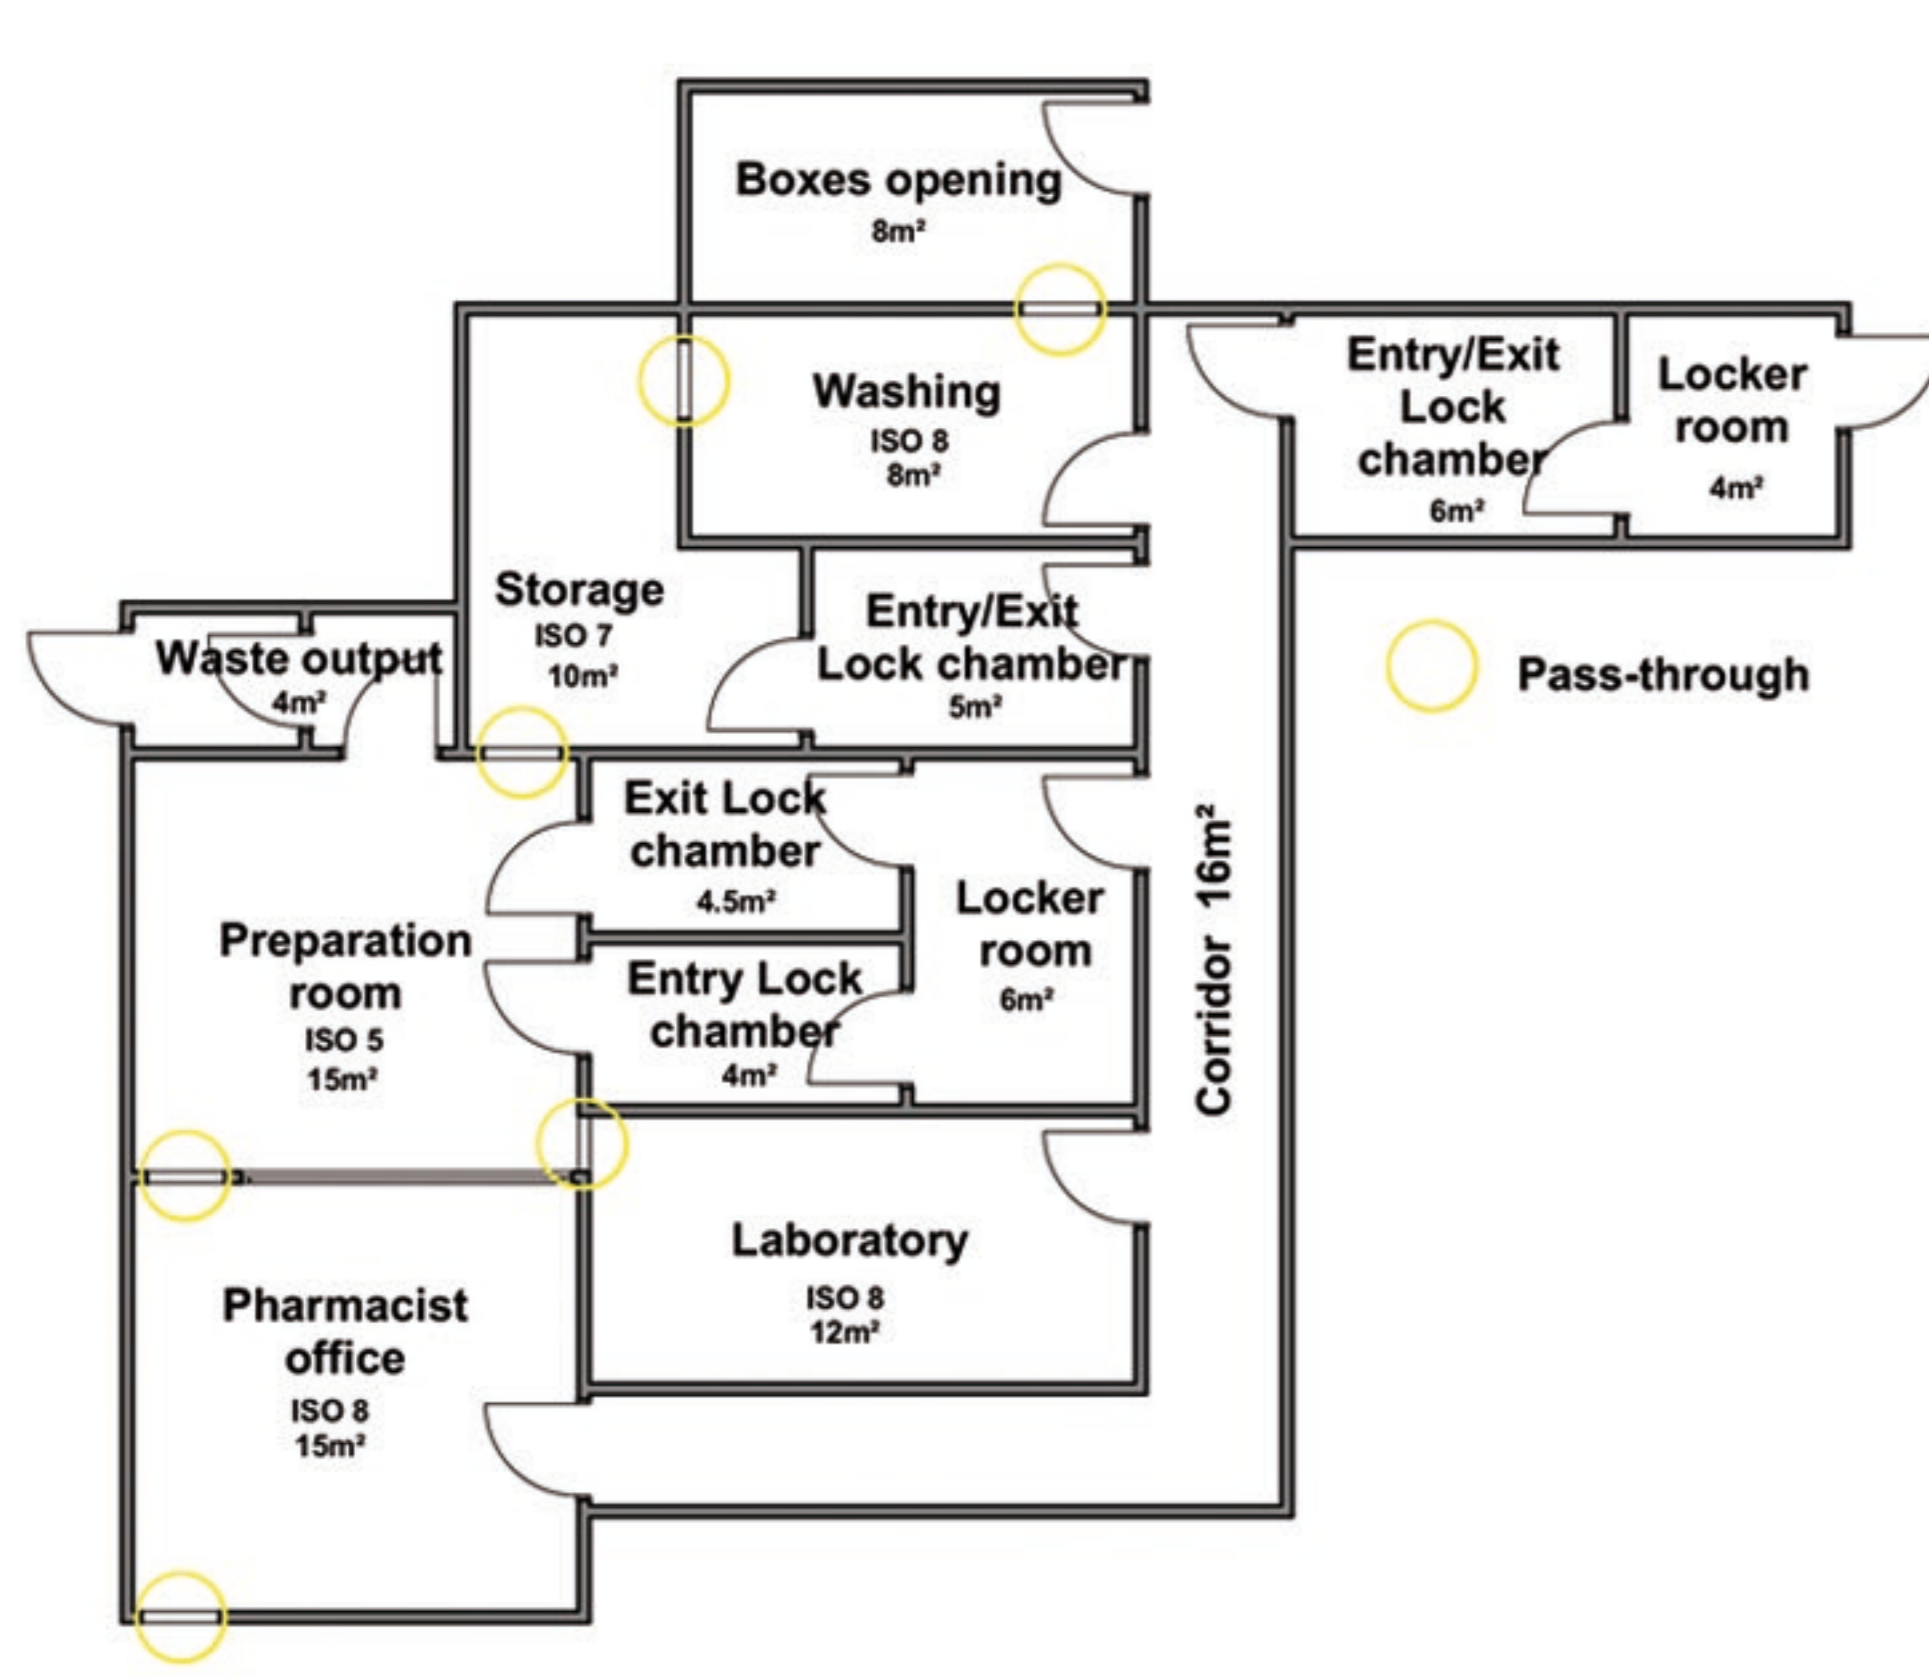 Boxes opening
8m²
Washing
ISO 8
8m²
Entry/Exit
Lock
chamber
6m²
Locker
room
4m²
Storage
ISO 7
10m²
Entry/Exit
Lock chamber
5m²
Waste output
4m²
Pass-through
Exit Lock
chamber
4.5m²
Locker
room
6m²
Corridor 16m²
Preparation
room
ISO 5
15m²
Entry Lock
chamber
4m²
Laboratory
ISO 8
12m²
Pharmacist
office
ISO 8
15m²